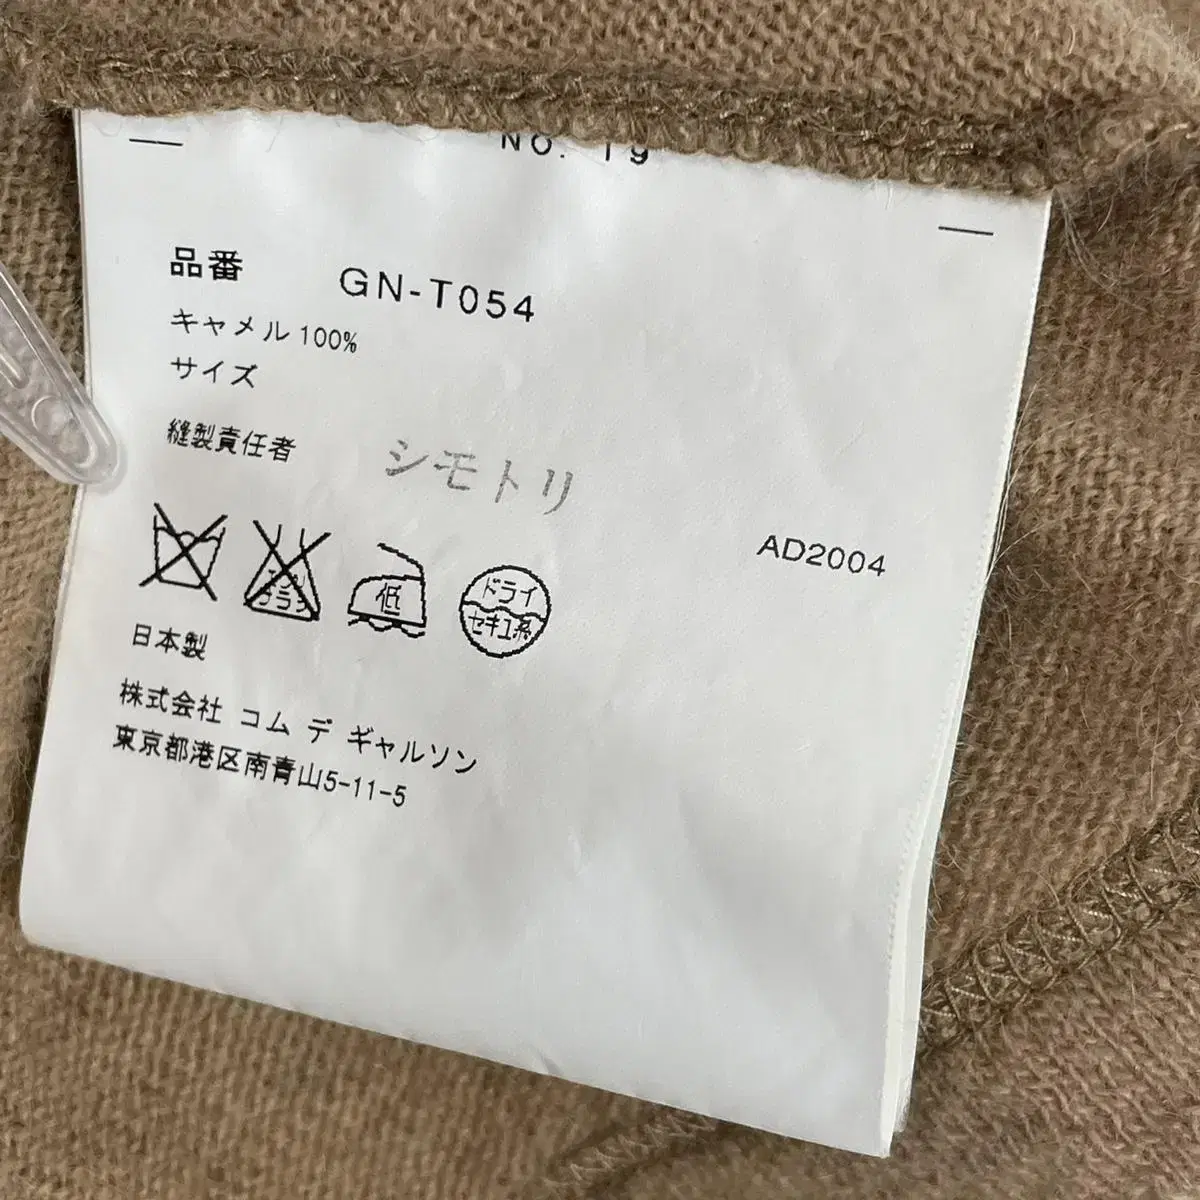 NO. 19
品番 GN-T054
キャメル 100%
サイズ
縫製責任者 シモトリ
AD2004
低
ドライ
セキユ系
日本製
株式会社 コム デ ギャルソン
東京都港区南青山5-11-5